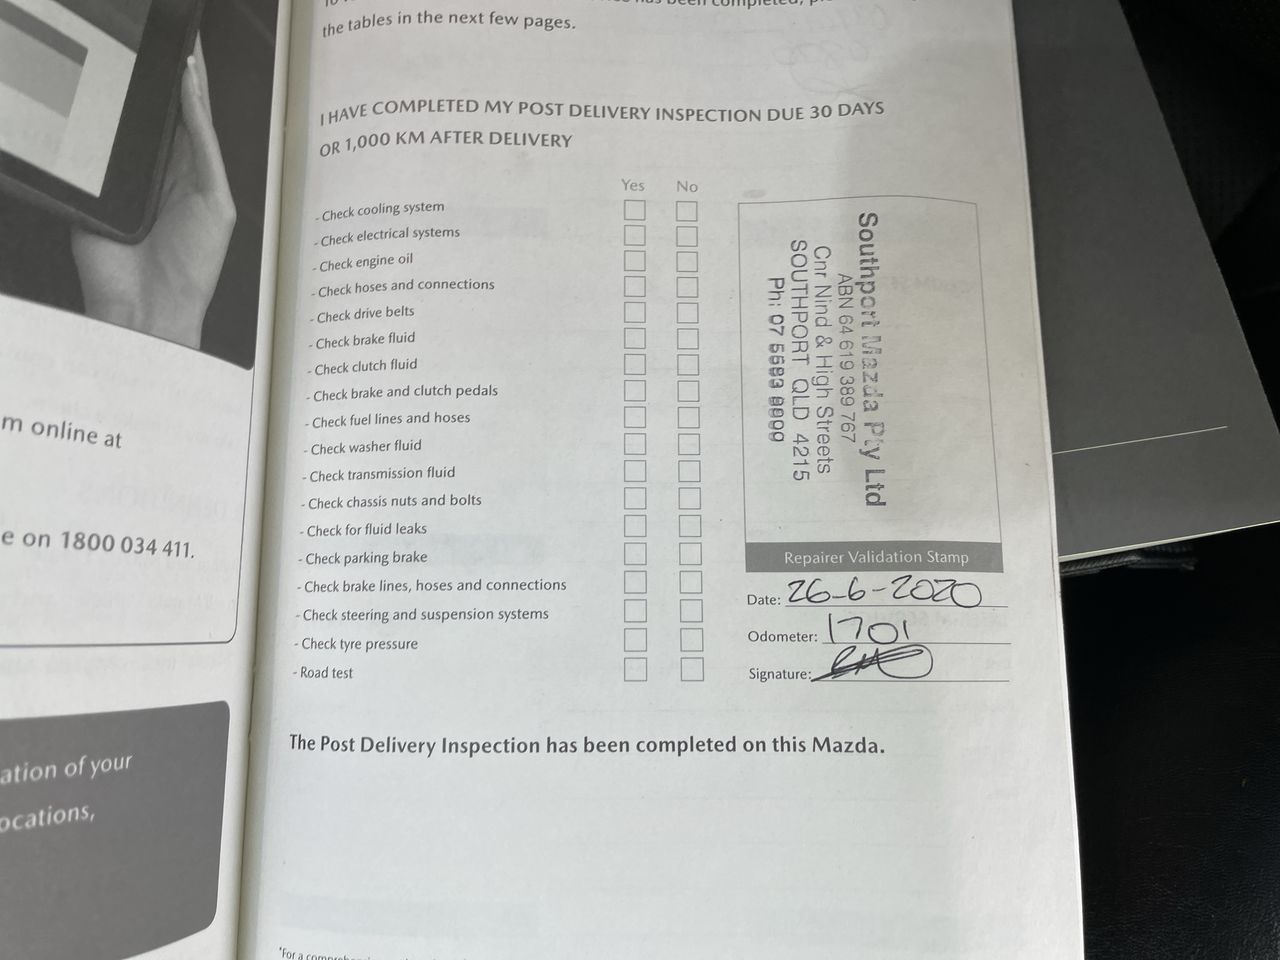 the tables in the next few pages.
I HAVE COMPLETED MY POST DELIVERY INSPECTION DUE 30 DAYS
OR 1,000 KM AFTER DELIVERY
Yes No
- Check cooling system
- Check electrical systems
- Check engine oil
- Check hoses and connections
- Check drive belts
- Check brake fluid
- Check clutch fluid
- Check brake and clutch pedals
- Check fuel lines and hoses
- Check washer fluid
- Check transmission fluid
- Check chassis nuts and bolts
- Check for fluid leaks
- Check parking brake
- Check brake lines, hoses and connections
- Check steering and suspension systems
- Check tyre pressure
- Road test
Southport Mazda Pty Ltd
ABN 64 619 389 767
Cnr Nind & High Streets
SOUTHPORT QLD 4215
Ph: 07
Repairer Validation Stamp
Date: 26-6-2020
Odometer: 1701
Signature:
The Post Delivery Inspection has been completed on this Mazda.
*For a
m online at
e on 1800 034 411.
ation of your
ocations,